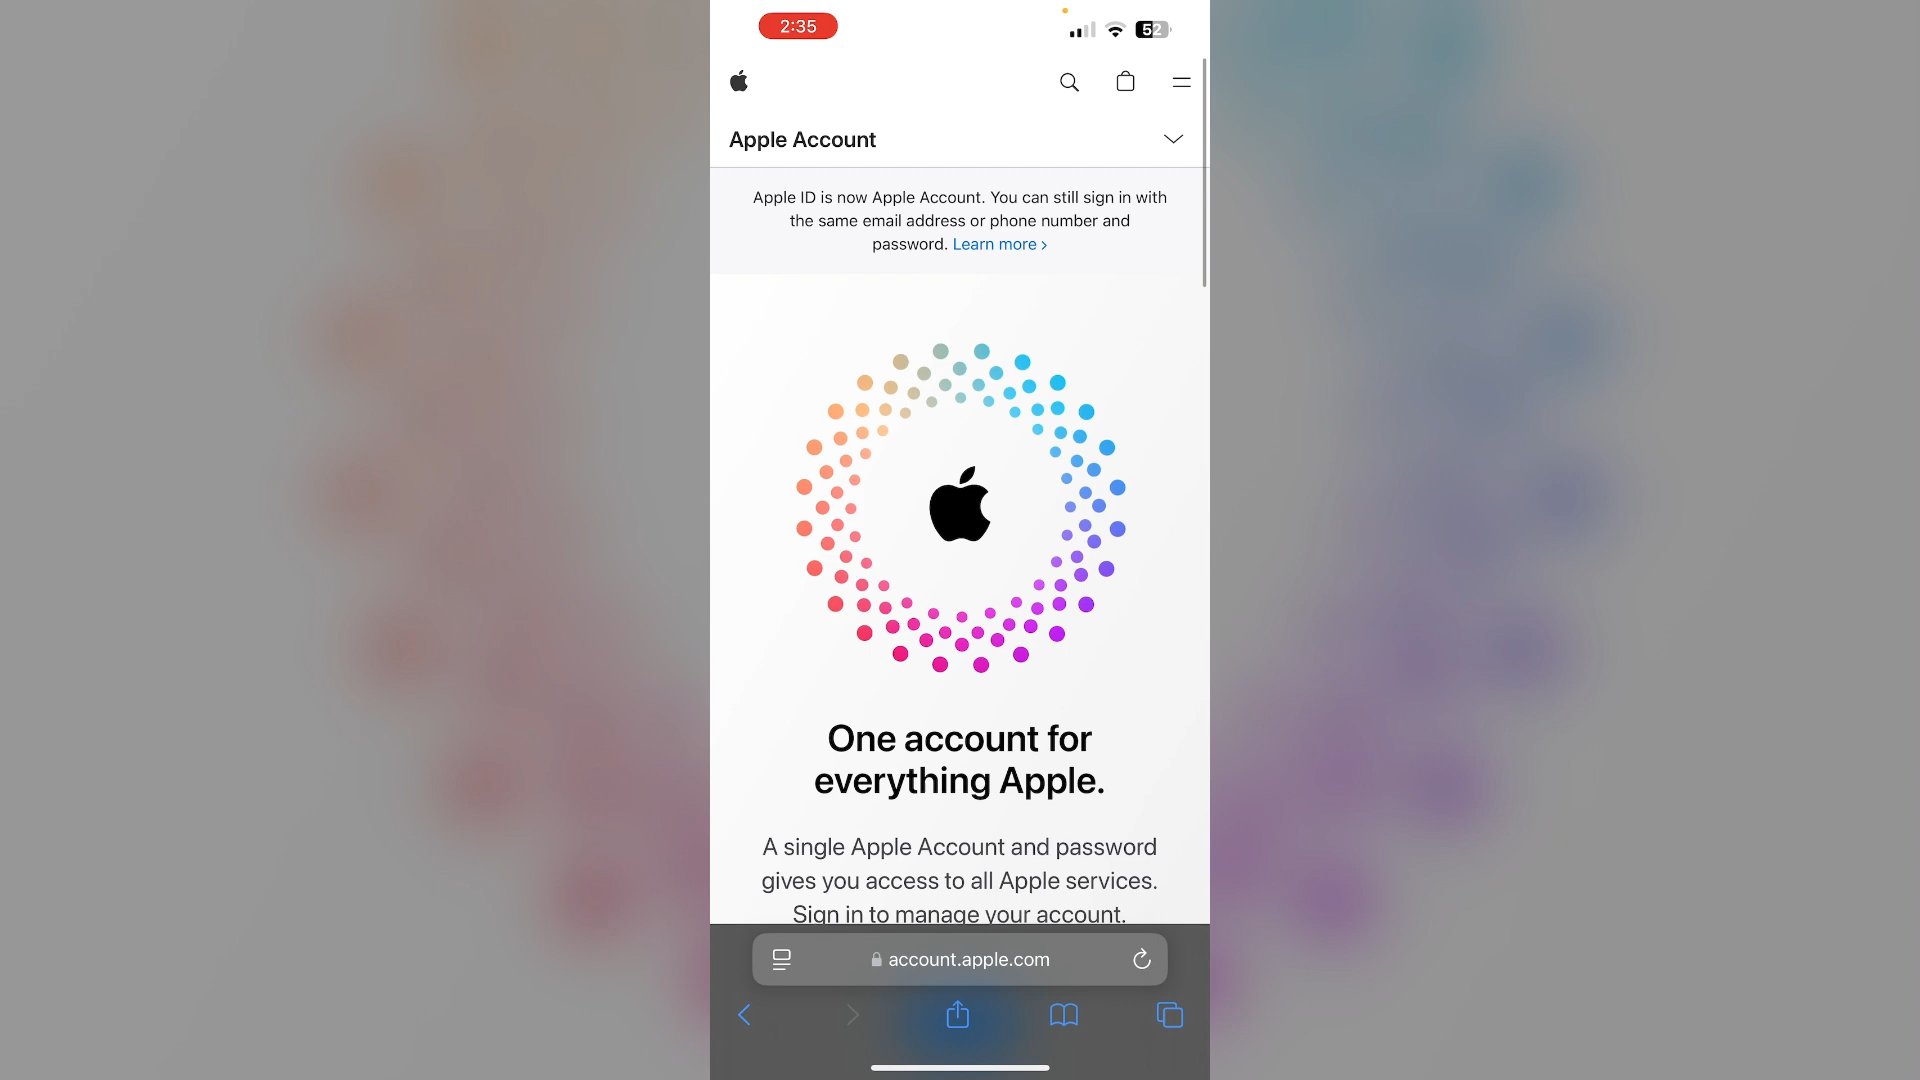 2:35
52
Apple Account
Apple ID is now Apple Account. You can still sign in with
the same email address or phone number and
password. Learn more >
One account for
everything Apple.
A single Apple Account and password
gives you access to all Apple services.
Sign in to manage your account.
account.apple.com